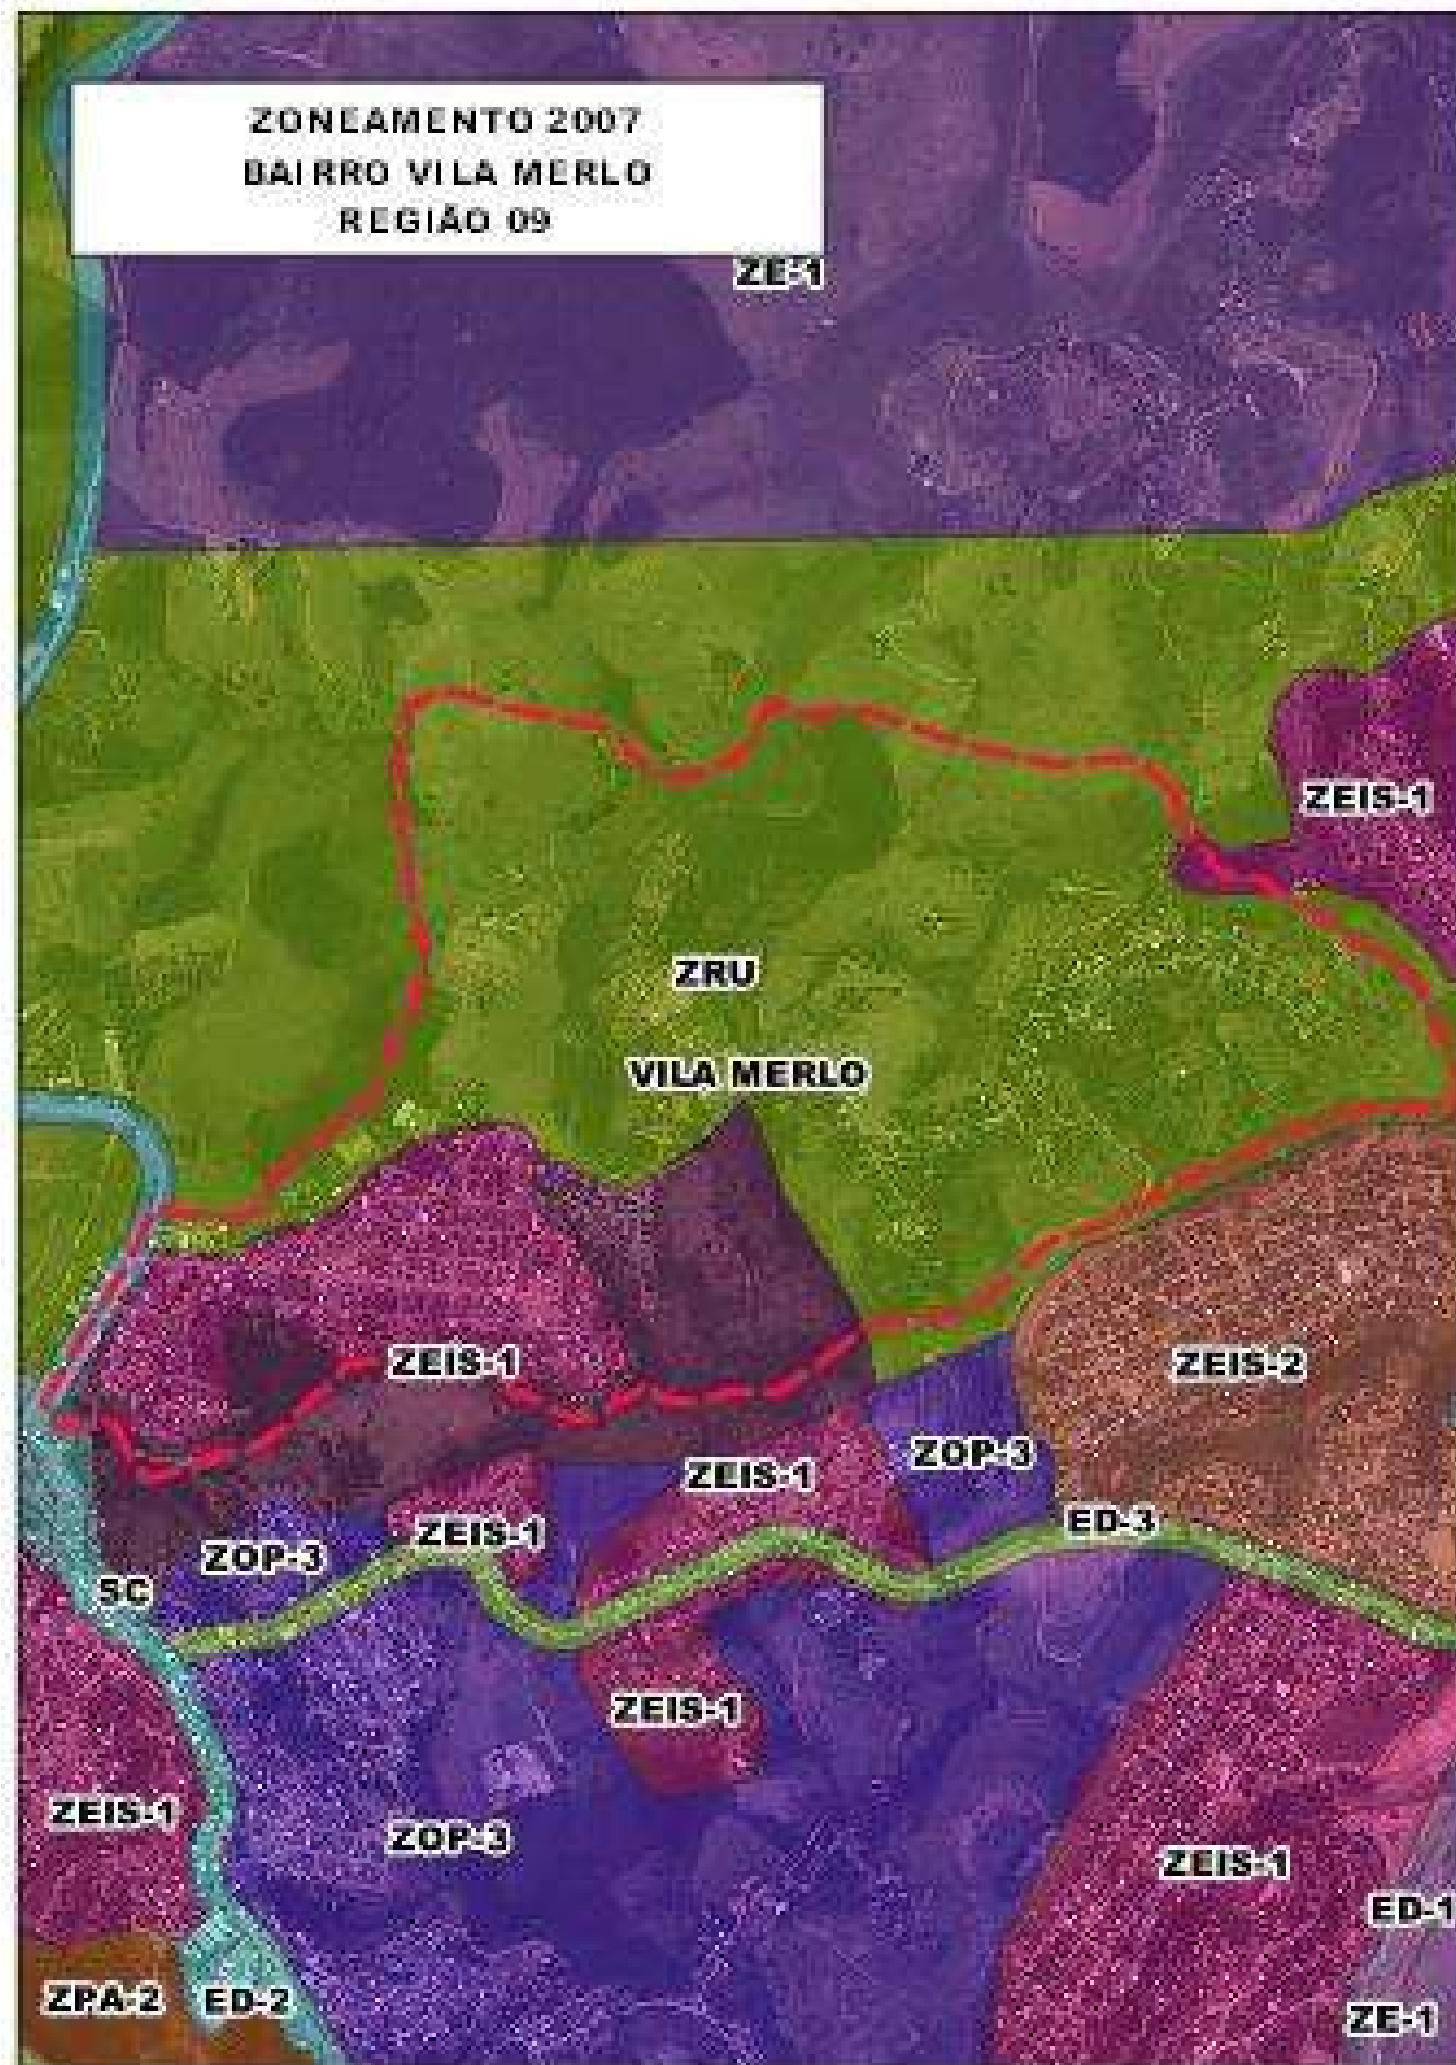 ZONEAMENTO 2007
BAIRRO VILA MERLO
REGIÃO 09
ZE-1
ZEIS-1
ZRU
VILA MERLO
ZEIS-1
ZEIS-2
ZOP-3
ZEIS-1
ED-3
ZEIS-1
ZOP-3
SC
ZEIS-1
ZEIS-1
ZOP-3
ZEIS-1
ED-1
ZPA-2
ED-2
ZE-1